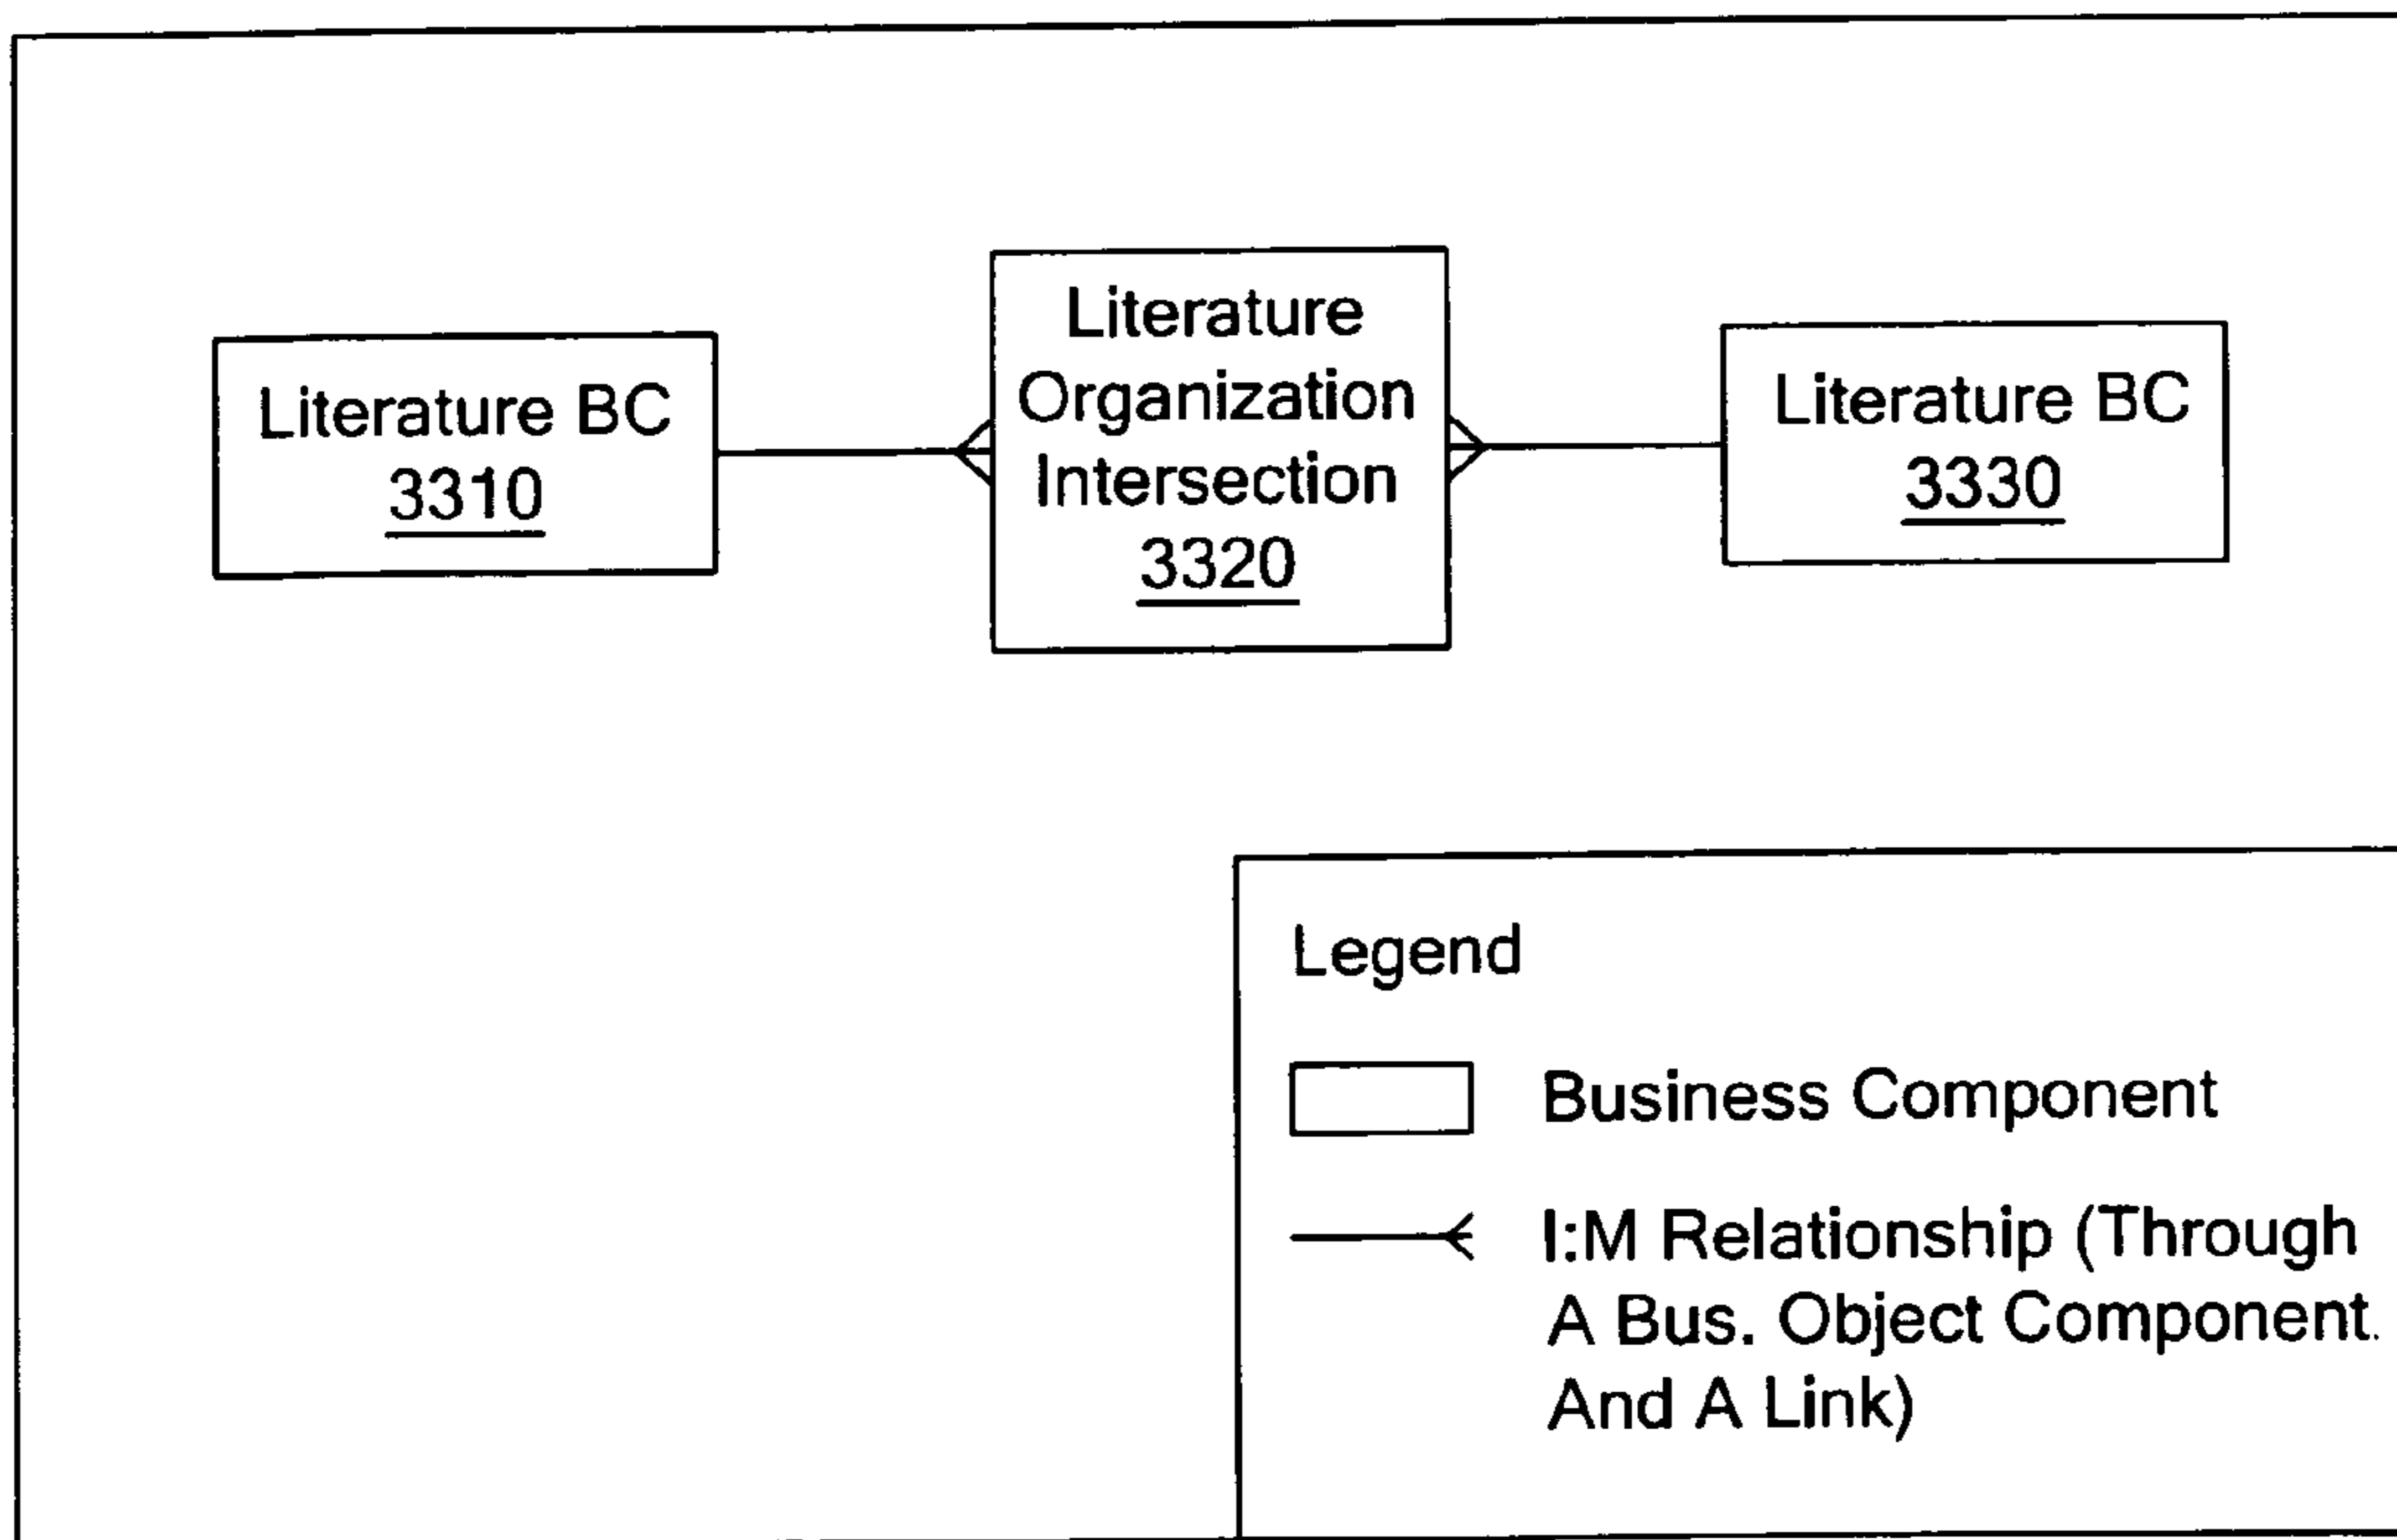 Literature BC
3310
Literature
Organization
Intersection
3320
Literature BC
3330
Legend
Business Component
I:M Relationship (Through
A Bus. Object Component.
And A Link)